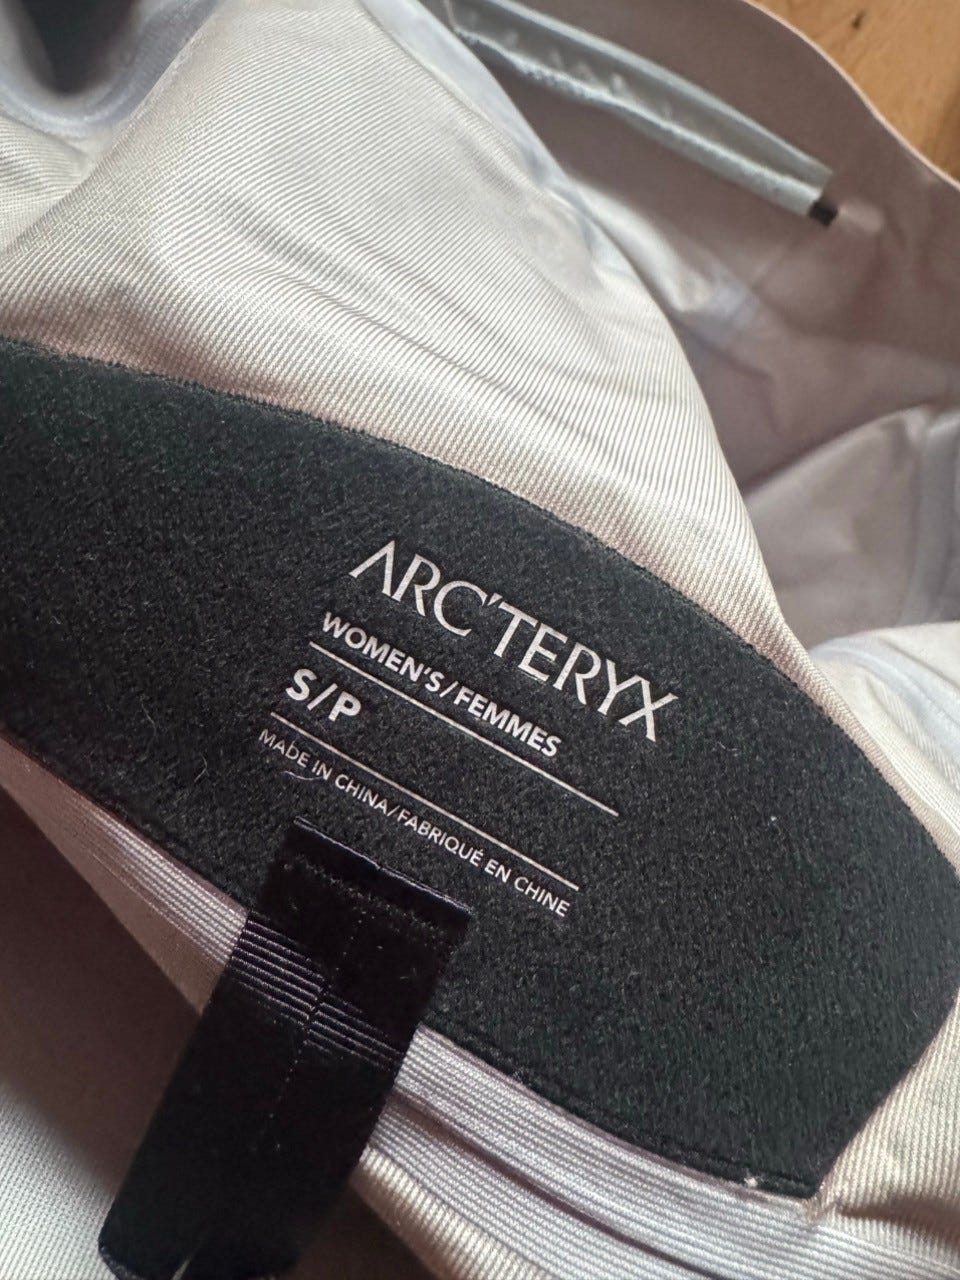 ARC'TERYX
WOMEN'S/FEMMES
S/P
MADE IN CHINA/FABRIQUÉ EN CHINE